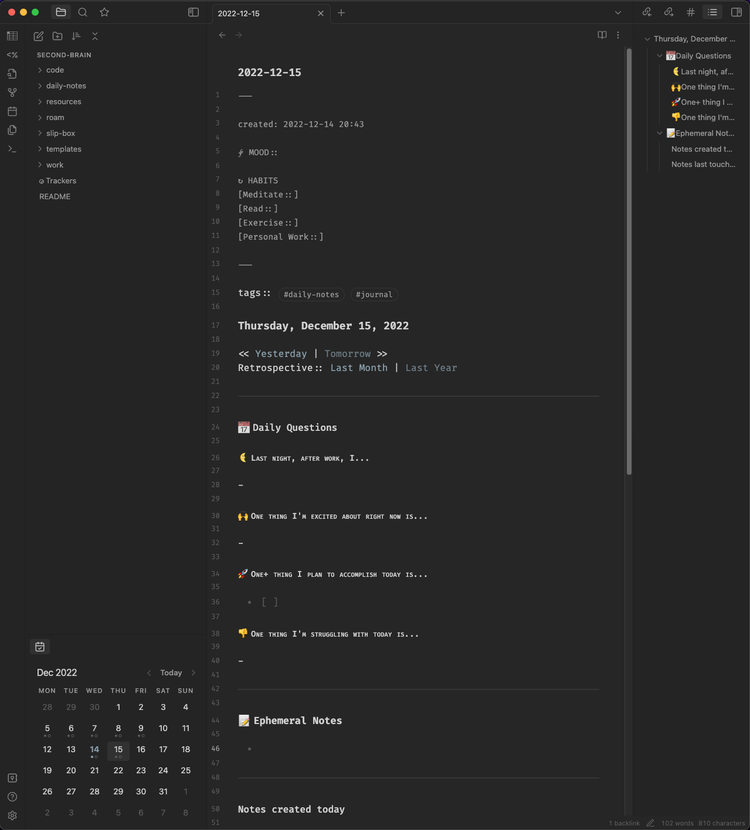 2022-12-15
SECOND-BRAIN
code
daily-notes
resources
roam
slip-box
templates
work
Trackers
README
Dec 2022
Today
MON TUE WED THU FRI SAT SUN
28 29 30 1 2 3 4
5 6 7 8 9 10 11
12 13 14 15 16 17 18
19 20 21 22 23 24 25
26 27 28 29 30 31 1
2 3 4 5 6 7 8
2022-12-15
1 ---
2
3 created: 2022-12-14 20:43
4
5 MOOD::
6
7 ↻ HABITS
8 [Meditate::]
9 [Read::]
10 [Exercise::]
11 [Personal Work::]
12
13 ---
14
15 tags:: #daily-notes #journal
16
17 Thursday, December 15, 2022
18
19 << Yesterday | Tomorrow >>
20 Retrospective:: Last Month | Last Year
21
22
23
24 📅 Daily Questions
25
26 🌜 Last night, after work, I...
27
28 -
29
30 🙌 One thing I'm excited about right now is...
31
32 -
33
34 🚀 One+ thing I plan to accomplish today is...
35
36 • [ ]
37
38 👎 One thing I'm struggling with today is...
39
40 -
41
42
43
44 📝 Ephemeral Notes
45
46 •
47
48
49
50 Notes created today
51
Thursday, December ...
📅Daily Questions
🌜Last night, af...
🙌One thing I'm...
🚀One+ thing I ...
👎One thing I'm...
📝Ephemeral Not...
Notes created t...
Notes last touch...
1 backlink 102 words 610 characters